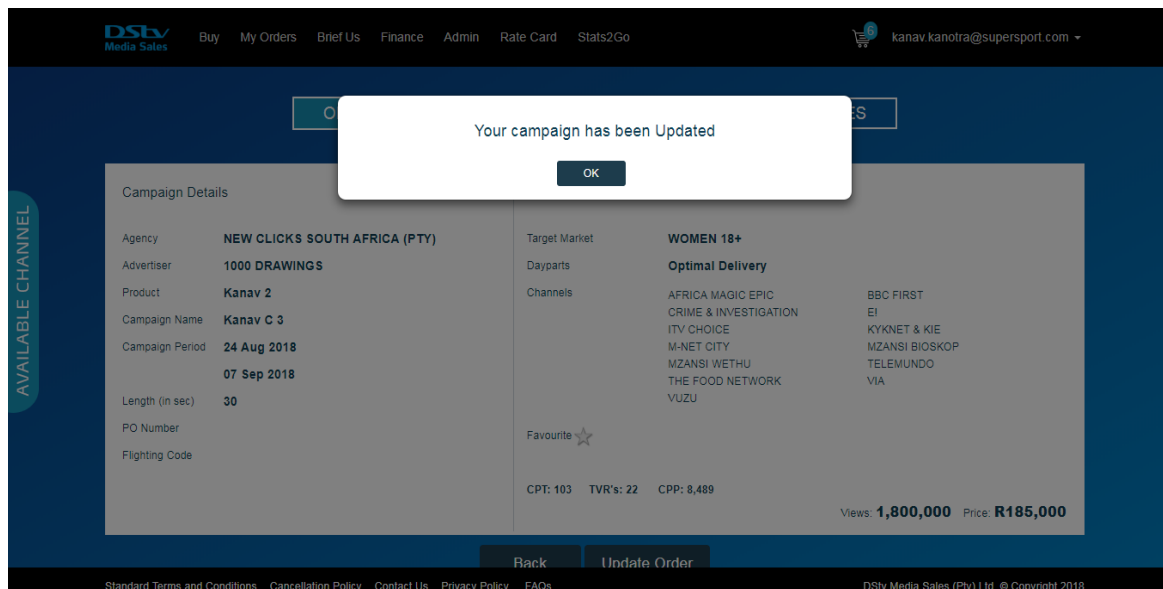 DStv
Media Sales
Buy My Orders Brief Us Finance Admin Rate Card Stats2Go
6
kanav.kanotra@supersport.com
ES
Your campaign has been Updated
OK
AVAILABLE CHANNEL
Campaign Details
Agency NEW CLICKS SOUTH AFRICA (PTY)
Advertiser 1000 DRAWINGS
Product Kanav 2
Campaign Name Kanav C 3
Campaign Period 24 Aug 2018
07 Sep 2018
Length (in sec) 30
PO Number
Flighting Code
Target Market WOMEN 18+
Dayparts Optimal Delivery
Channels AFRICA MAGIC EPIC BBC FIRST
CRIME & INVESTIGATION E!
ITV CHOICE KYKNET & KIE
M-NET CITY MZANSI BIOSKOP
MZANSI WETHU TELEMUNDO
THE FOOD NETWORK VIA
VUZU
Favourite
CPT: 103 TVR's: 22 CPP: 8,489
Views: 1,800,000 Price: R185,000
Back Update Order
Standard Terms and Conditions Cancellation Policy Contact Us Privacy Policy FAQs
DStv Media Sales (Pty) Ltd. © Copyright 2018